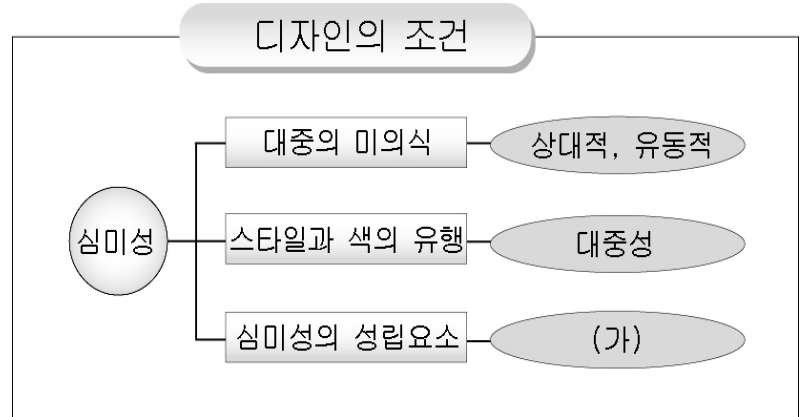 디자인의 조건
대중의 미의식
상대적, 유동적
심미성
스타일과 색의 유행
대중성
심미성의 성립요소
(가)